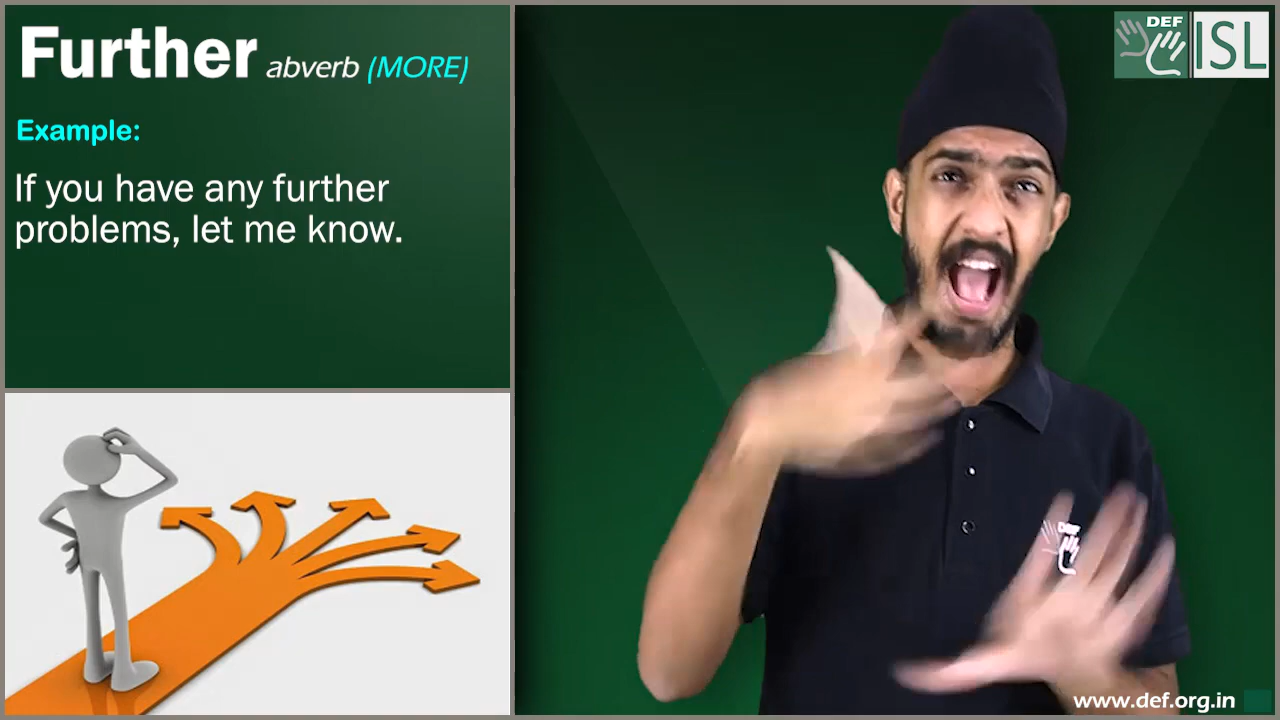 Further abverb (MORE)
Example:
If you have any further
problems, let me know.
DEF ISL
DEF
www.def.org.in